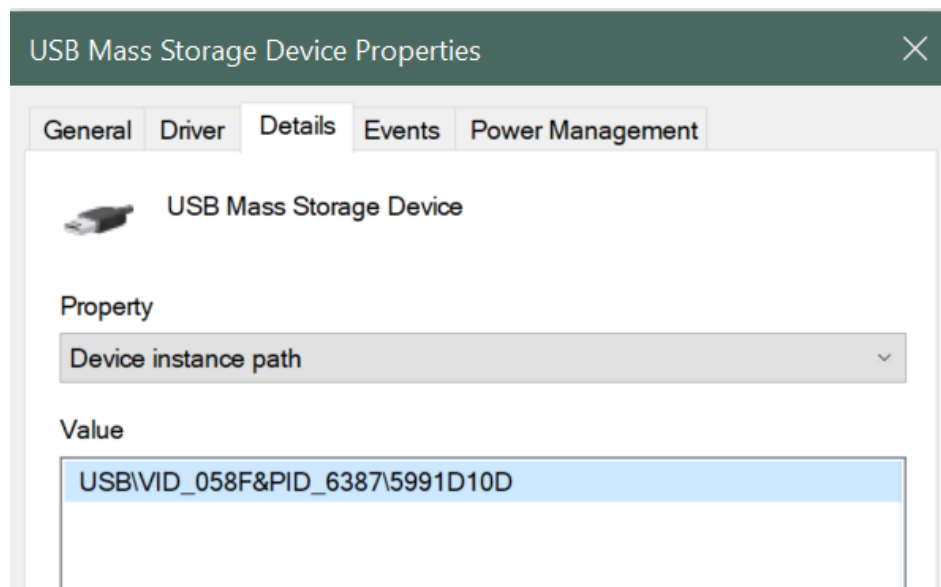 USB Mass Storage Device Properties
General Driver Details Events Power Management
USB Mass Storage Device
Property
Device instance path
Value
USB\VID_058F&PID_6387\5991D10D